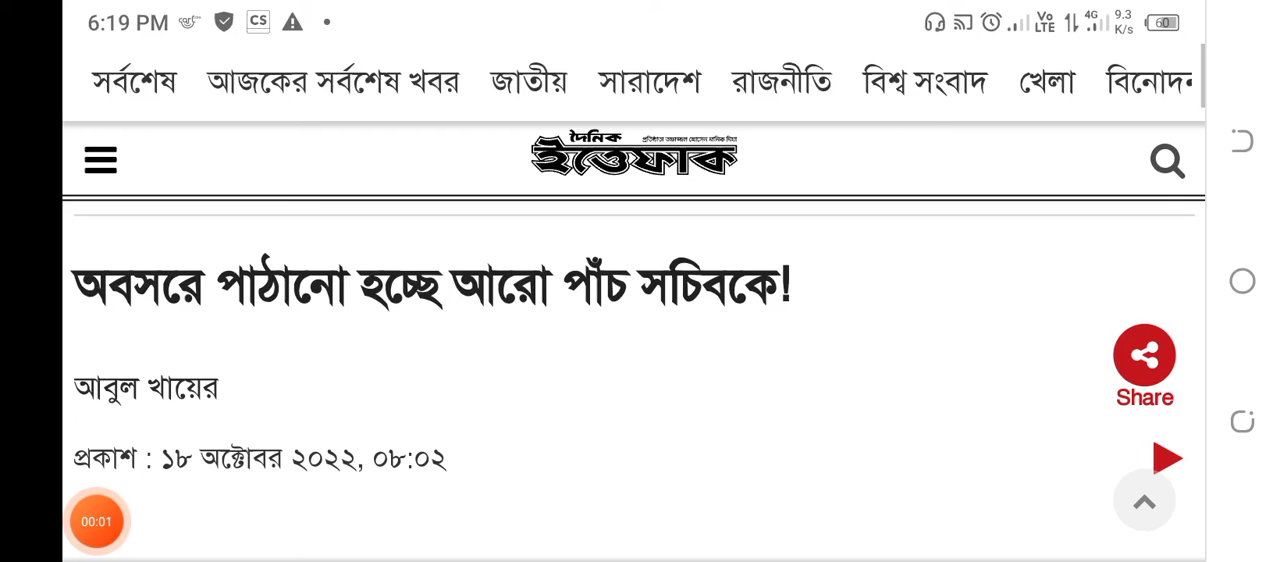 6:19 PM CS Vo LTE 4G 9.3 K/s 60
সর্বশেষ আজকের সর্বশেষ খবর জাতীয় সারাদেশ রাজনীতি বিশ্ব সংবাদ খেলা
দৈনিক
ইত্তেফাক
অবসরে পাঠানো হচ্ছে আরো পাঁচ সচিবকে!
আবুল খায়ের
Share
প্রকাশ : ১৮ অক্টোবর ২০২২, ০৮:০২
00:01